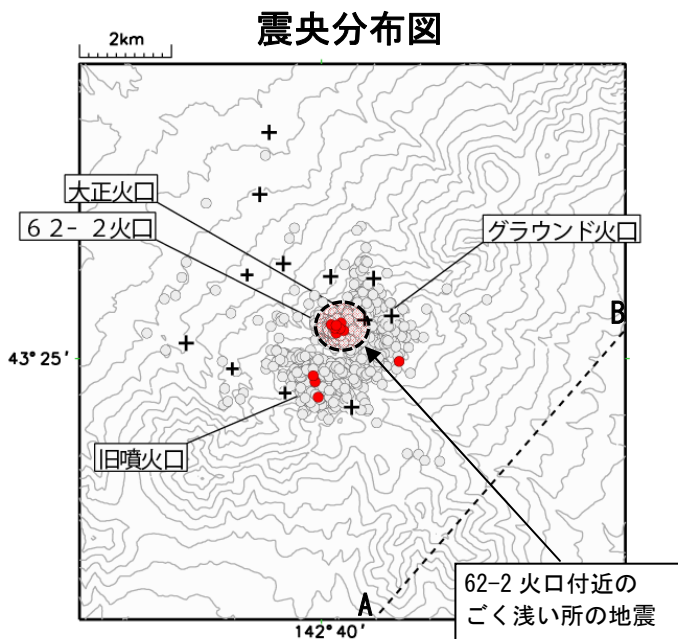 震央分布図
2km
大正火口
６２－２火口
グラウンド火口
B
43°25′
旧噴火口
62-2 火口付近の
ごく浅い所の地震
A
142°40′